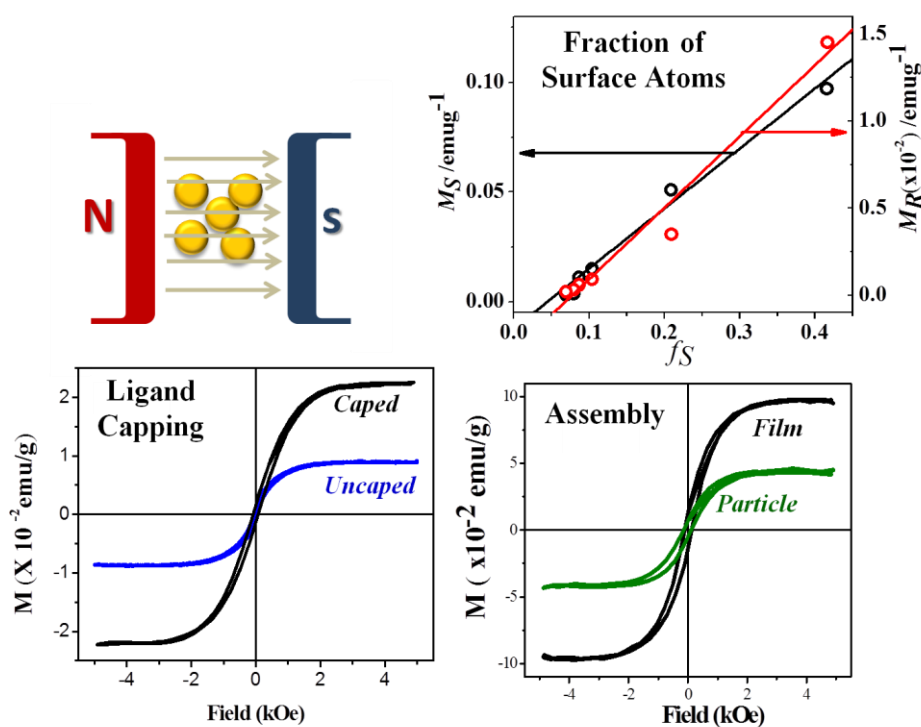 N
S
Fraction of
Surface Atoms
M_S /emug^-1
0.10
0.05
0.00
0.0
0.1
0.2
0.3
0.4
f_S
1.5
1.0
0.5
0.0
M_R(x10^-2) /emug^-1
Ligand
Capping
Caped
Uncaped
M (X 10^-2 emu/g)
2
1
0
-1
-2
-4
-2
0
2
4
Field (kOe)
Assembly
Film
Particle
M ( x10^-2 emu/g)
10
5
0
-5
-10
-4
-2
0
2
4
Field (kOe)